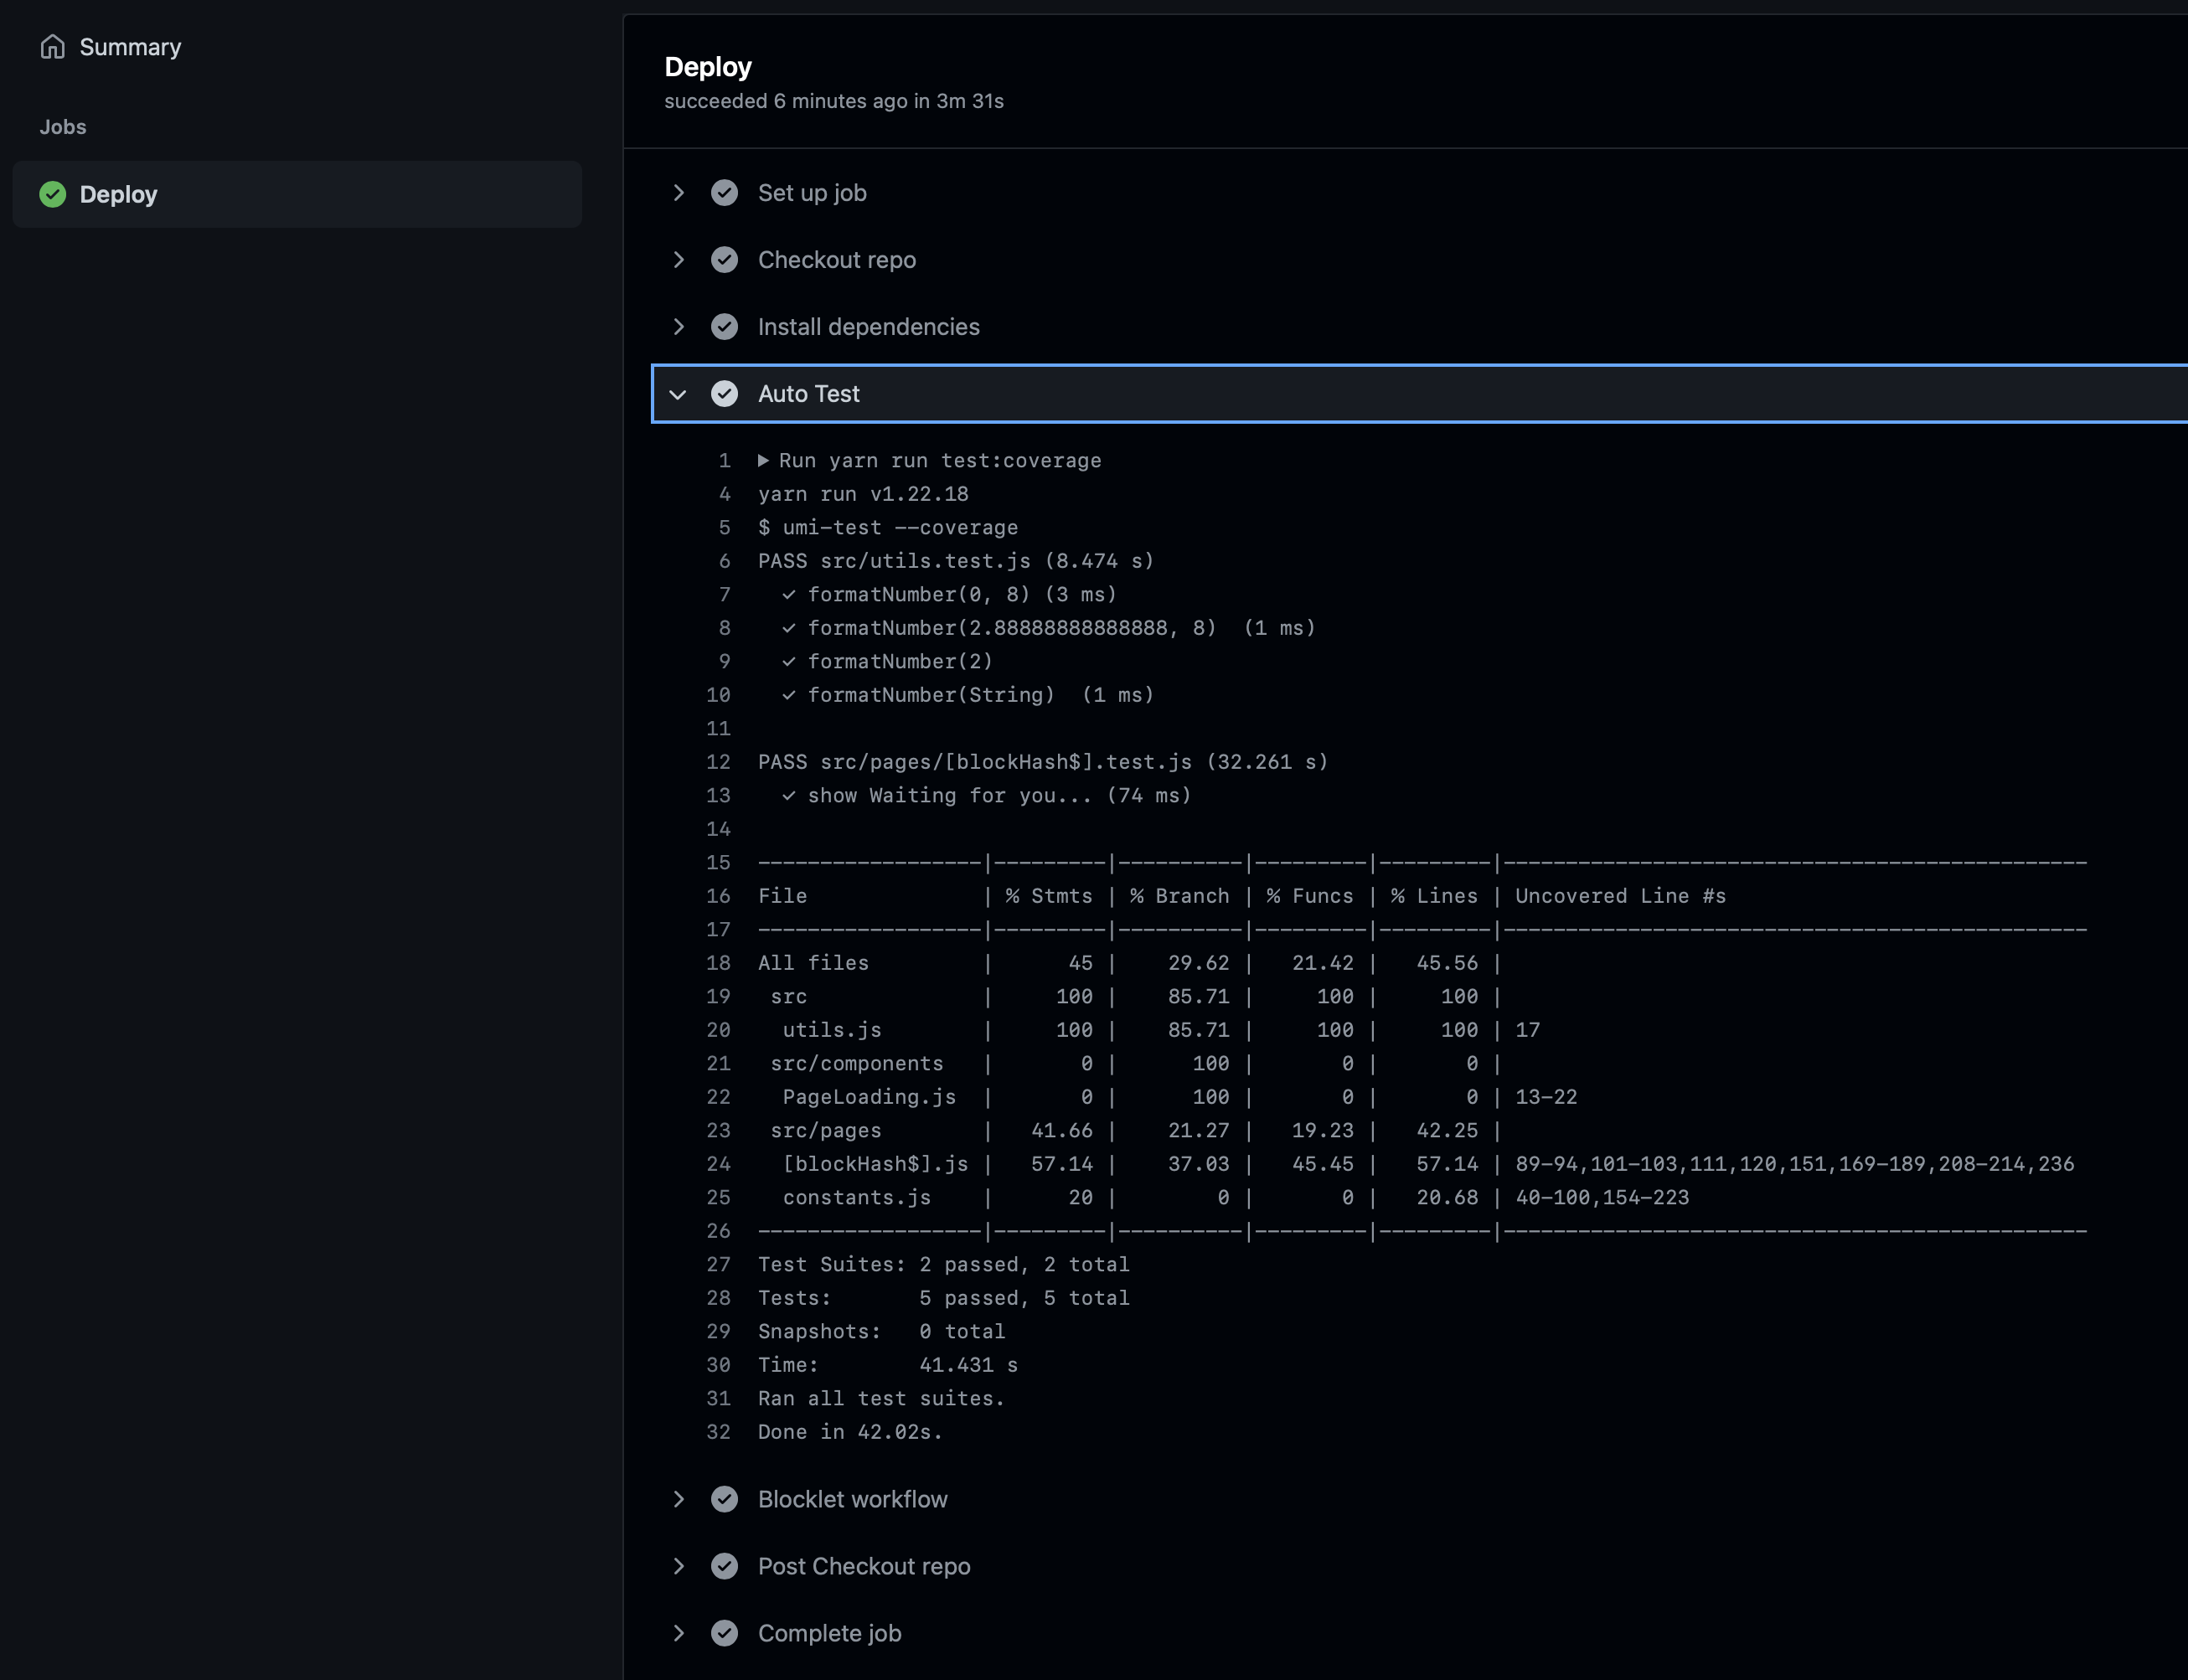 Summary
Jobs
Deploy
Deploy
succeeded 6 minutes ago in 3m 31s
Set up job
Checkout repo
Install dependencies
Auto Test
1 Run yarn run test:coverage
4 yarn run v1.22.18
5 $ umi-test --coverage
6 PASS src/utils.test.js (8.474 s)
7 ✓ formatNumber(0, 8) (3 ms)
8 ✓ formatNumber(2.88888888888888, 8)  (1 ms)
9 ✓ formatNumber(2)
10 ✓ formatNumber(String)  (1 ms)
11
12 PASS src/pages/[blockHash$].test.js (32.261 s)
13 ✓ show Waiting for you... (74 ms)
14
15 ------------------|---------|----------|---------|---------|-----------------------------------------------
16 File              | % Stmts | % Branch | % Funcs | % Lines | Uncovered Line #s
17 ------------------|---------|----------|---------|---------|-----------------------------------------------
18 All files         |      45 |    29.62 |   21.42 |   45.56 |
19  src              |     100 |    85.71 |     100 |     100 |
20   utils.js        |     100 |    85.71 |     100 |     100 | 17
21  src/components   |       0 |      100 |       0 |       0 |
22   PageLoading.js  |       0 |      100 |       0 |       0 | 13-22
23  src/pages        |   41.66 |    21.27 |   19.23 |   42.25 |
24   [blockHash$].js |   57.14 |    37.03 |   45.45 |   57.14 | 89-94,101-103,111,120,151,169-189,208-214,236
25   constants.js    |      20 |        0 |       0 |   20.68 | 40-100,154-223
26 ------------------|---------|----------|---------|---------|-----------------------------------------------
27 Test Suites: 2 passed, 2 total
28 Tests:       5 passed, 5 total
29 Snapshots:   0 total
30 Time:        41.431 s
31 Ran all test suites.
32 Done in 42.02s.
Blocklet workflow
Post Checkout repo
Complete job